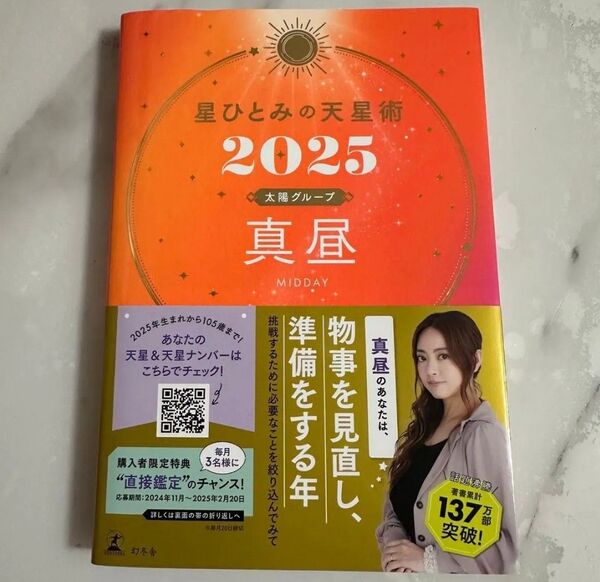 星ひとみの天星術
2025
太陽グループ
真昼
MIDDAY
2025年生まれから105歳まで!
あなたの
天星&天星ナンバーは
こちらでチェック!
購入者限定特典
毎月
3名様に
“直接鑑定”のチャンス!
応募期間:2024年11月~2025年2月20日
詳しくは裏面の帯の折り返しへ
※毎月20日締切
幻冬舎
真昼のあなたは、
物事を見直し、
準備をする年
挑戦するために必要なことを絞り込んでみて
著書累計
137万部
突破!